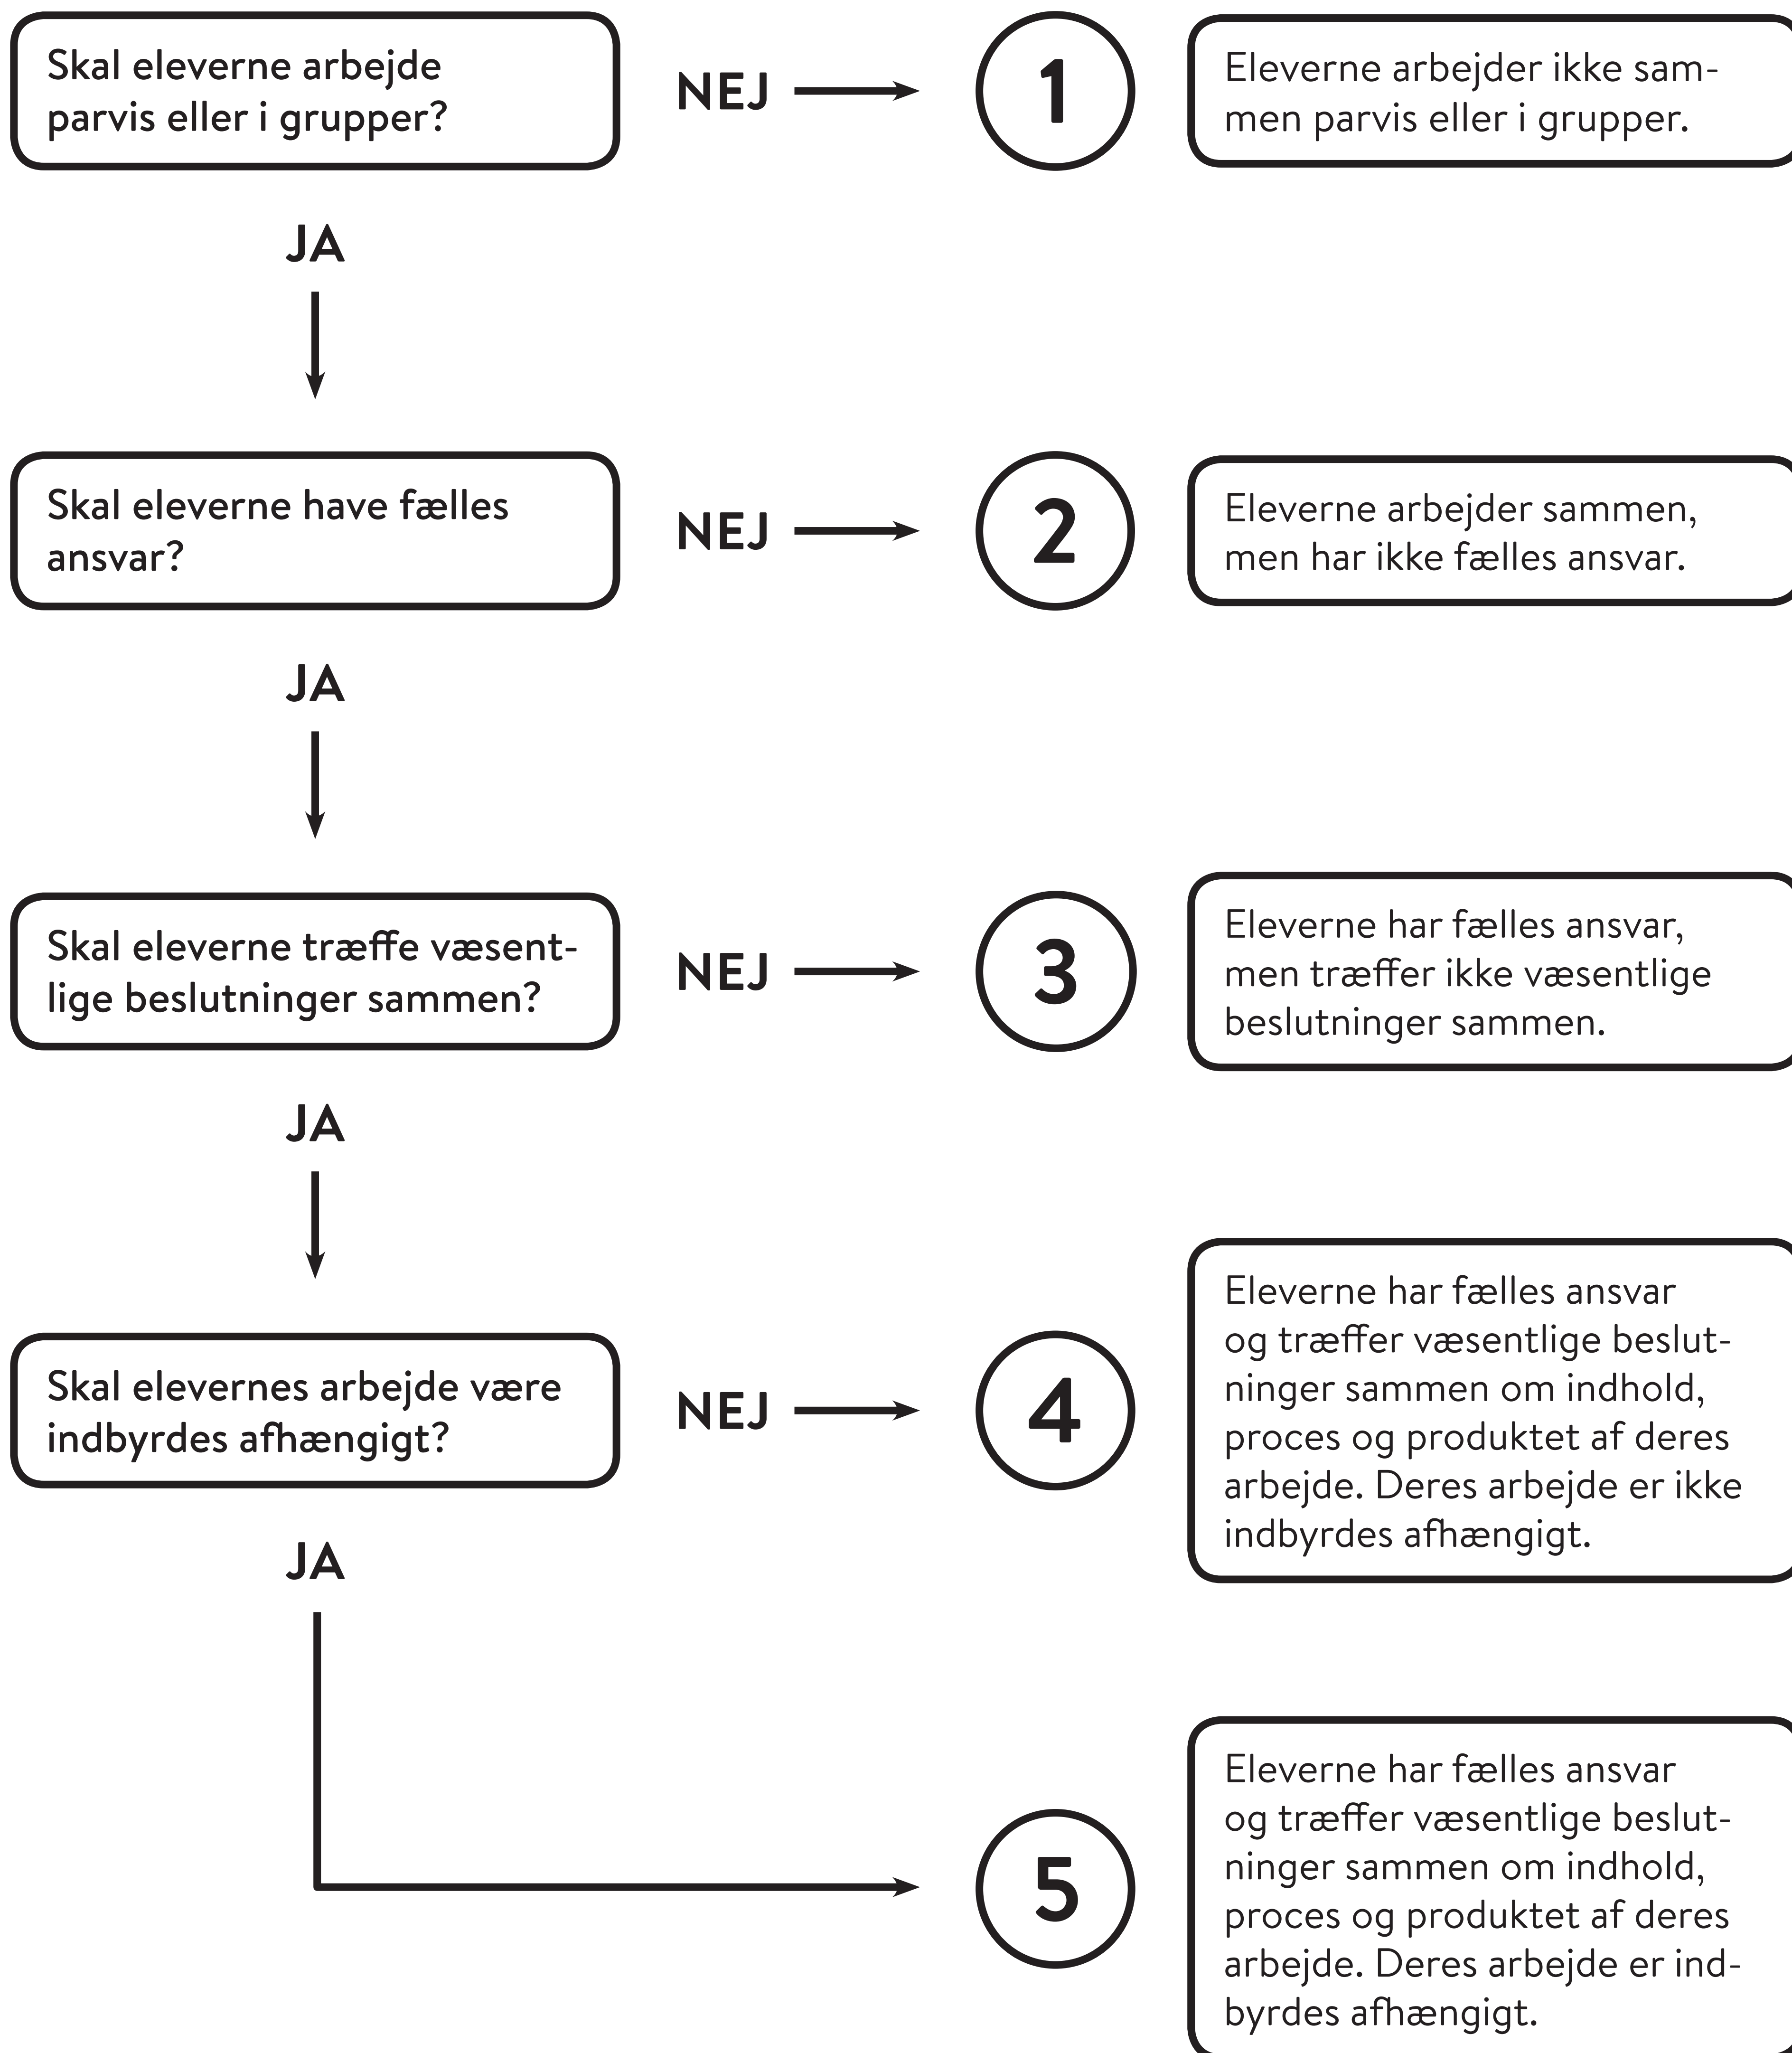 Skal eleverne arbejde
parvis eller i grupper?
NEJ
1
Eleverne arbejder ikke sam-
men parvis eller i grupper.
JA
Skal eleverne have fælles
ansvar?
NEJ
2
Eleverne arbejder sammen,
men har ikke fælles ansvar.
JA
Skal eleverne træffe væsent-
lige beslutninger sammen?
NEJ
3
Eleverne har fælles ansvar,
men træffer ikke væsentlige
beslutninger sammen.
JA
Skal elevernes arbejde være
indbyrdes afhængigt?
NEJ
4
Eleverne har fælles ansvar
og træffer væsentlige beslut-
ninger sammen om indhold,
proces og produktet af deres
arbejde. Deres arbejde er ikke
indbyrdes afhængigt.
JA
5
Eleverne har fælles ansvar
og træffer væsentlige beslut-
ninger sammen om indhold,
proces og produktet af deres
arbejde. Deres arbejde er ind-
byrdes afhængigt.